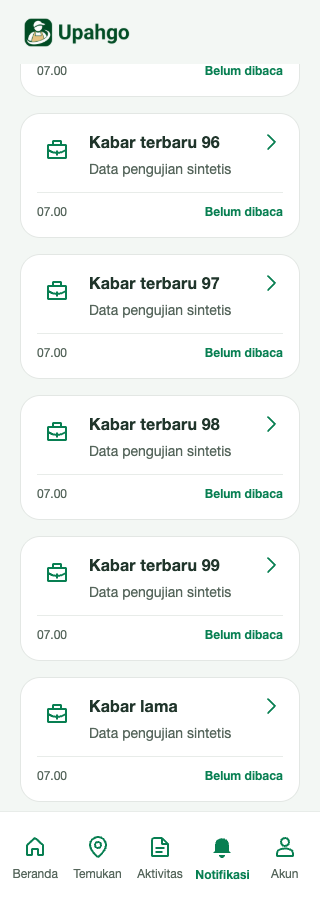 Upahgo
07.00 Belum dibaca
Kabar terbaru 96
Data pengujian sintetis
07.00 Belum dibaca
Kabar terbaru 97
Data pengujian sintetis
07.00 Belum dibaca
Kabar terbaru 98
Data pengujian sintetis
07.00 Belum dibaca
Kabar terbaru 99
Data pengujian sintetis
07.00 Belum dibaca
Kabar lama
Data pengujian sintetis
07.00 Belum dibaca
Beranda Temukan Aktivitas Notifikasi Akun